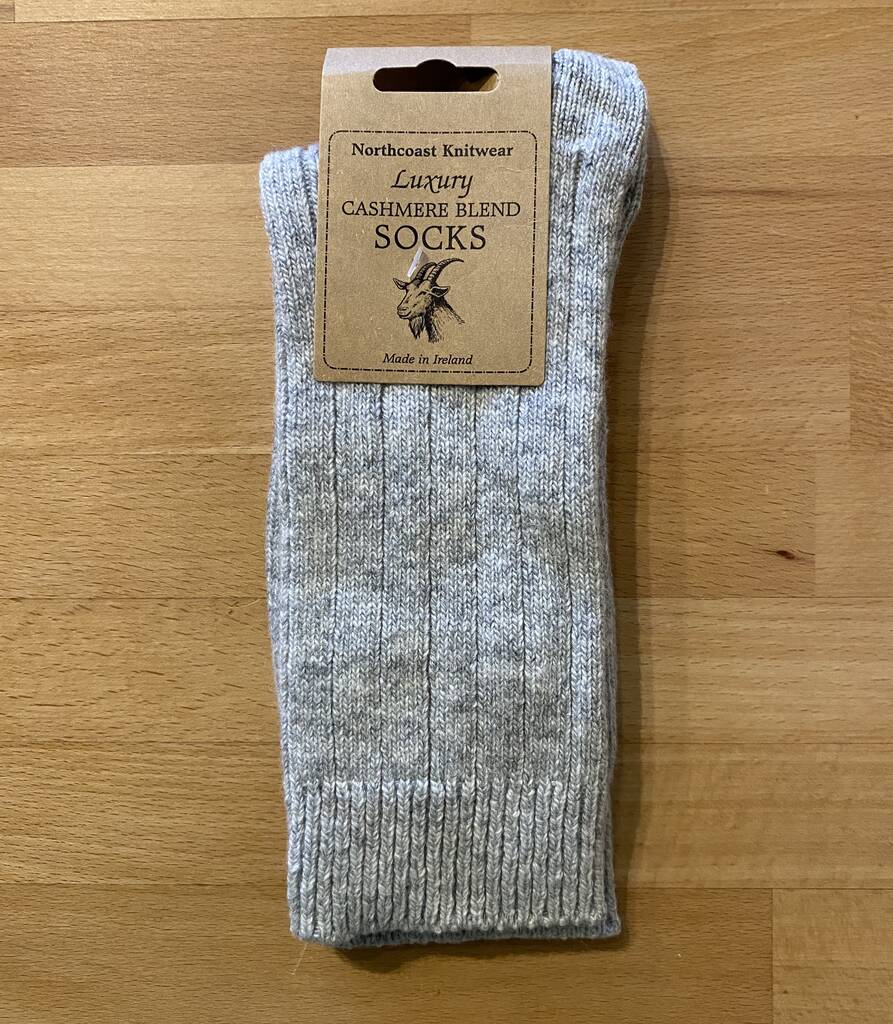 Northcoast Knitwear
Luxury
CASHMERE BLEND
SOCKS
Made in Ireland